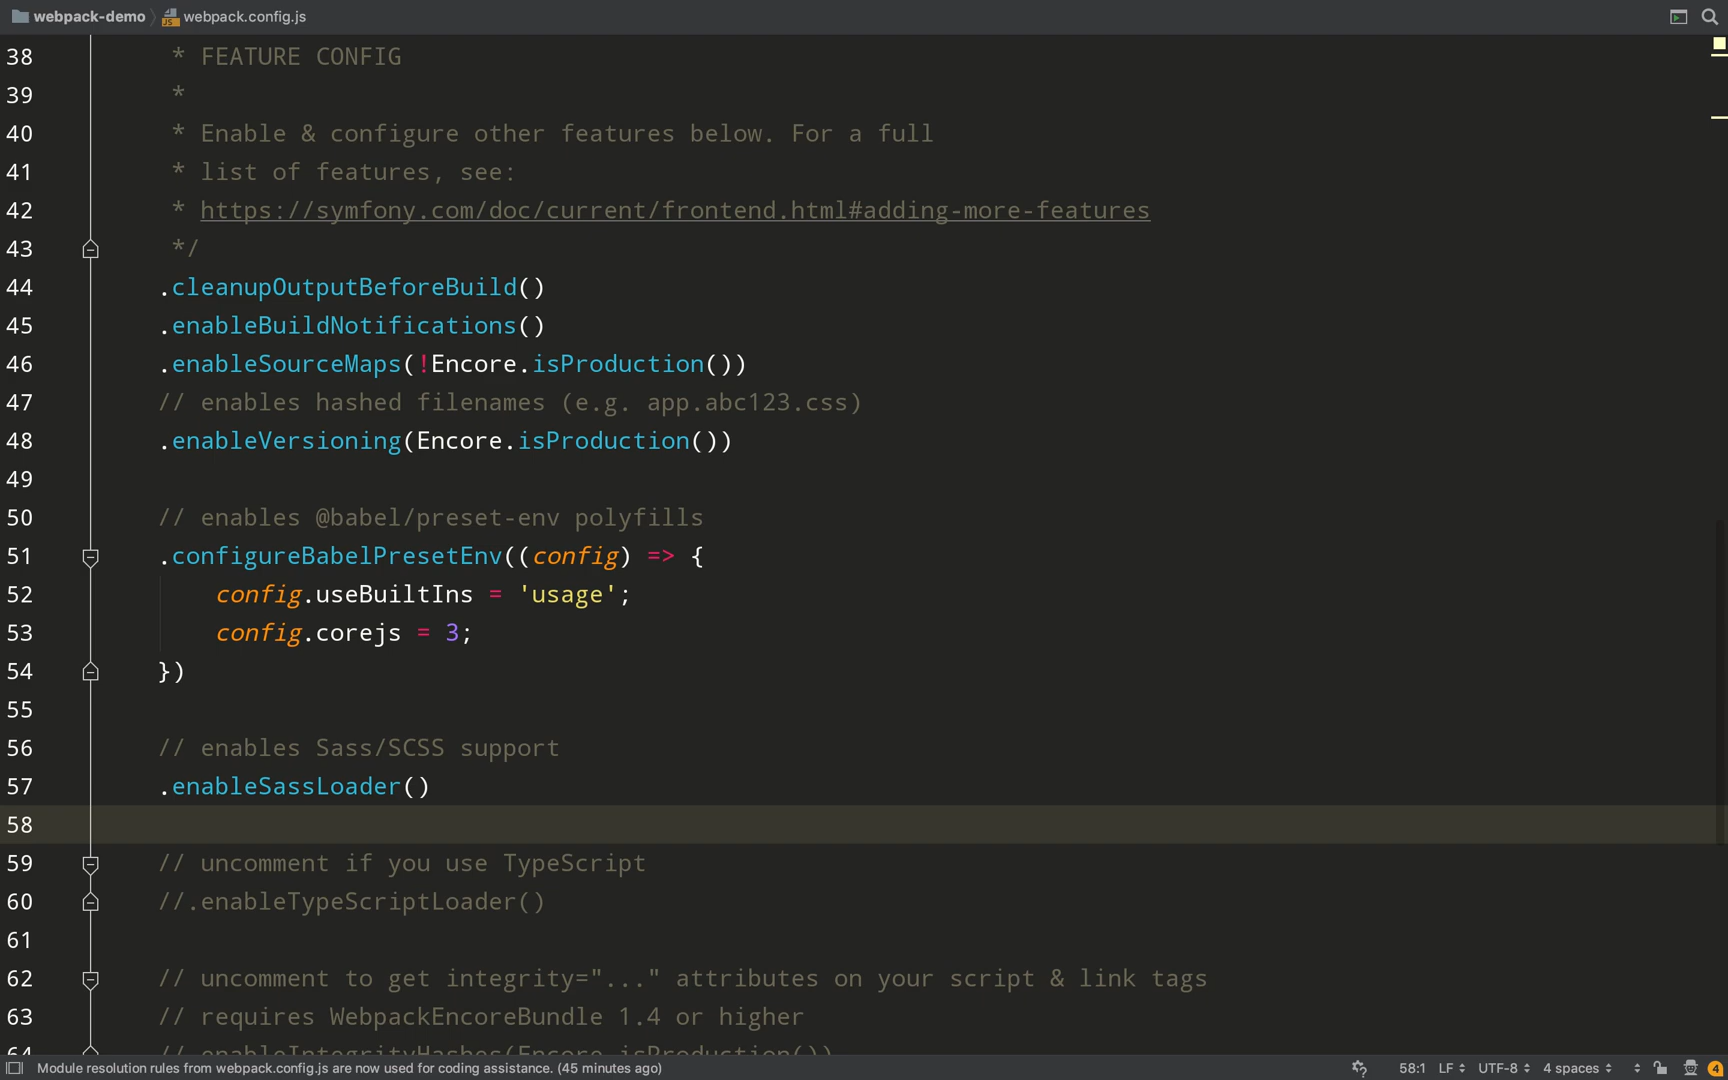 webpack-demo webpack.config.js
38 * FEATURE CONFIG
39 *
40 * Enable & configure other features below. For a full
41 * list of features, see:
42 * https://symfony.com/doc/current/frontend.html#adding-more-features
43 */
44 .cleanupOutputBeforeBuild()
45 .enableBuildNotifications()
46 .enableSourceMaps(!Encore.isProduction())
47 // enables hashed filenames (e.g. app.abc123.css)
48 .enableVersioning(Encore.isProduction())
49
50 // enables @babel/preset-env polyfills
51 .configureBabelPresetEnv((config) => {
52 config.useBuiltIns = 'usage';
53 config.corejs = 3;
54 })
55
56 // enables Sass/SCSS support
57 .enableSassLoader()
58
59 // uncomment if you use TypeScript
60 //.enableTypeScriptLoader()
61
62 // uncomment to get integrity="..." attributes on your script & link tags
63 // requires WebpackEncoreBundle 1.4 or higher
64 //.enableIntegrityHashes(Encore.isProduction())
Module resolution rules from webpack.config.js are now used for coding assistance. (45 minutes ago) 58:1 LF UTF-8 4 spaces 4